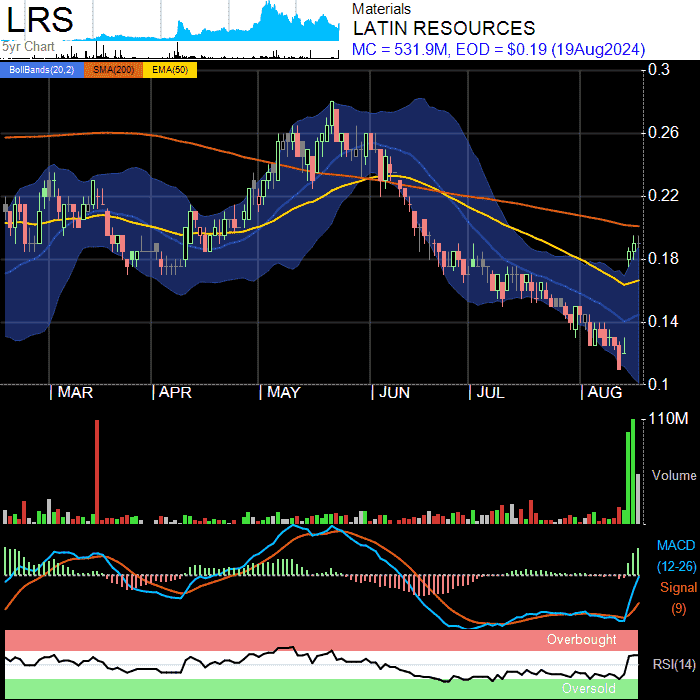 LRS
5yr Chart
Materials
LATIN RESOURCES
MC = 531.9M, EOD = $0.19 (19Aug2024)
BollBands(20,2) SMA(200) EMA(50)
0.3
0.26
0.22
0.18
0.14
0.1
| MAR | APR | MAY | JUN | JUL | AUG
110M
Volume
MACD
(12-26)
Signal
(9)
Overbought
RSI(14)
Oversold